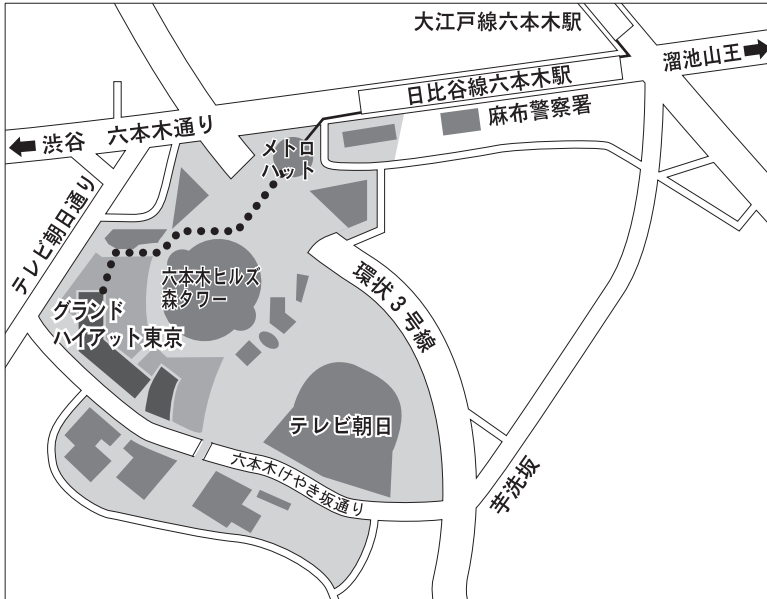 大江戸線六本木駅
溜池山王
日比谷線六本木駅
麻布警察署
渋谷
六本木通り
メトロ
ハット
テレビ朝日通り
六本木ヒルズ
森タワー
環状3号線
グランド
ハイアット東京
テレビ朝日
六本木けやき坂通り
芋洗坂